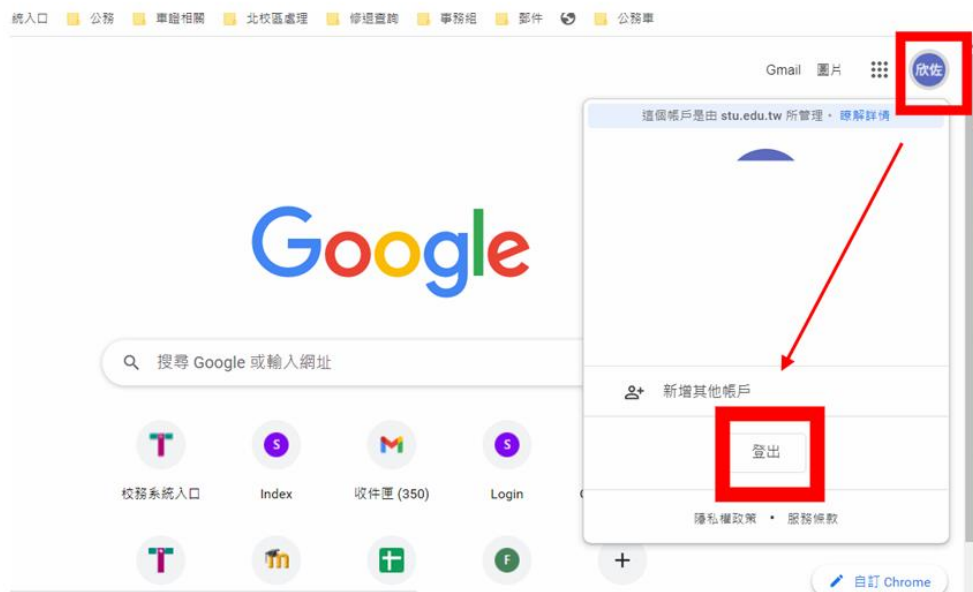 統入口 公務 車證相關 北校區處理 修退查詢 事務組 郵件 公務車
Gmail 圖片 欣佐
這個帳戶是由 stu.edu.tw 所管理。 瞭解詳情
Google
搜尋 Google 或輸入網址
新增其他帳戶
登出
T S M S
校務系統入口 Index 收件匣 (350) Login
隱私權政策 • 服務條款
T m F +
自訂 Chrome